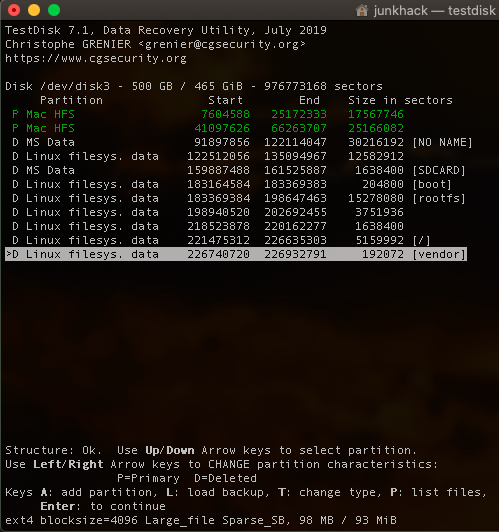 junkhack — testdisk
TestDisk 7.1, Data Recovery Utility, July 2019
Christophe GRENIER <grenier@cgsecurity.org>
https://www.cgsecurity.org
Disk /dev/disk3 - 500 GB / 465 GiB - 976773168 sectors
Partition Start End Size in sectors
P Mac HFS 7604588 25172333 17567746
P Mac HFS 41097626 66263707 25166082
D MS Data 91897856 122114047 30216192 [NO NAME]
D Linux filesys. data 122512056 135094967 12582912
D MS Data 159887488 161525887 1638400 [SDCARD]
D Linux filesys. data 183164584 183369383 204800 [boot]
D Linux filesys. data 183369384 198647463 15278080 [rootfs]
D Linux filesys. data 198940520 202692455 3751936
D Linux filesys. data 218523878 220162277 1638400
D Linux filesys. data 221475312 226635303 5159992 [/]
>D Linux filesys. data 226740720 226932791 192072 [vendor]
Structure: Ok. Use Up/Down Arrow keys to select partition.
Use Left/Right Arrow keys to CHANGE partition characteristics:
P=Primary D=Deleted
Keys A: add partition, L: load backup, T: change type, P: list files,
Enter: to continue
ext4 blocksize=4096 Large_file Sparse_SB, 98 MB / 93 MiB